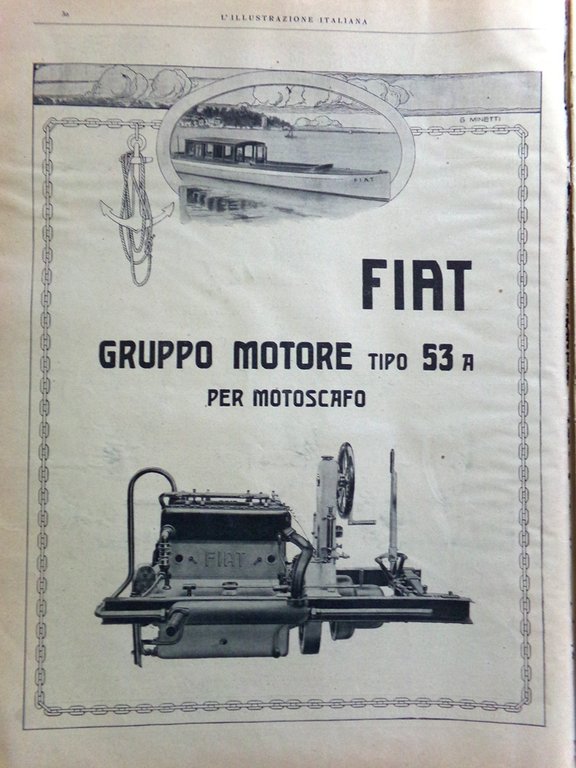 L'ILLUSTRAZIONE ITALIANA
G. MINETTI
FIAT
FIAT
GRUPPO MOTORE TIPO 53 A
PER MOTOSCAFO
FIAT